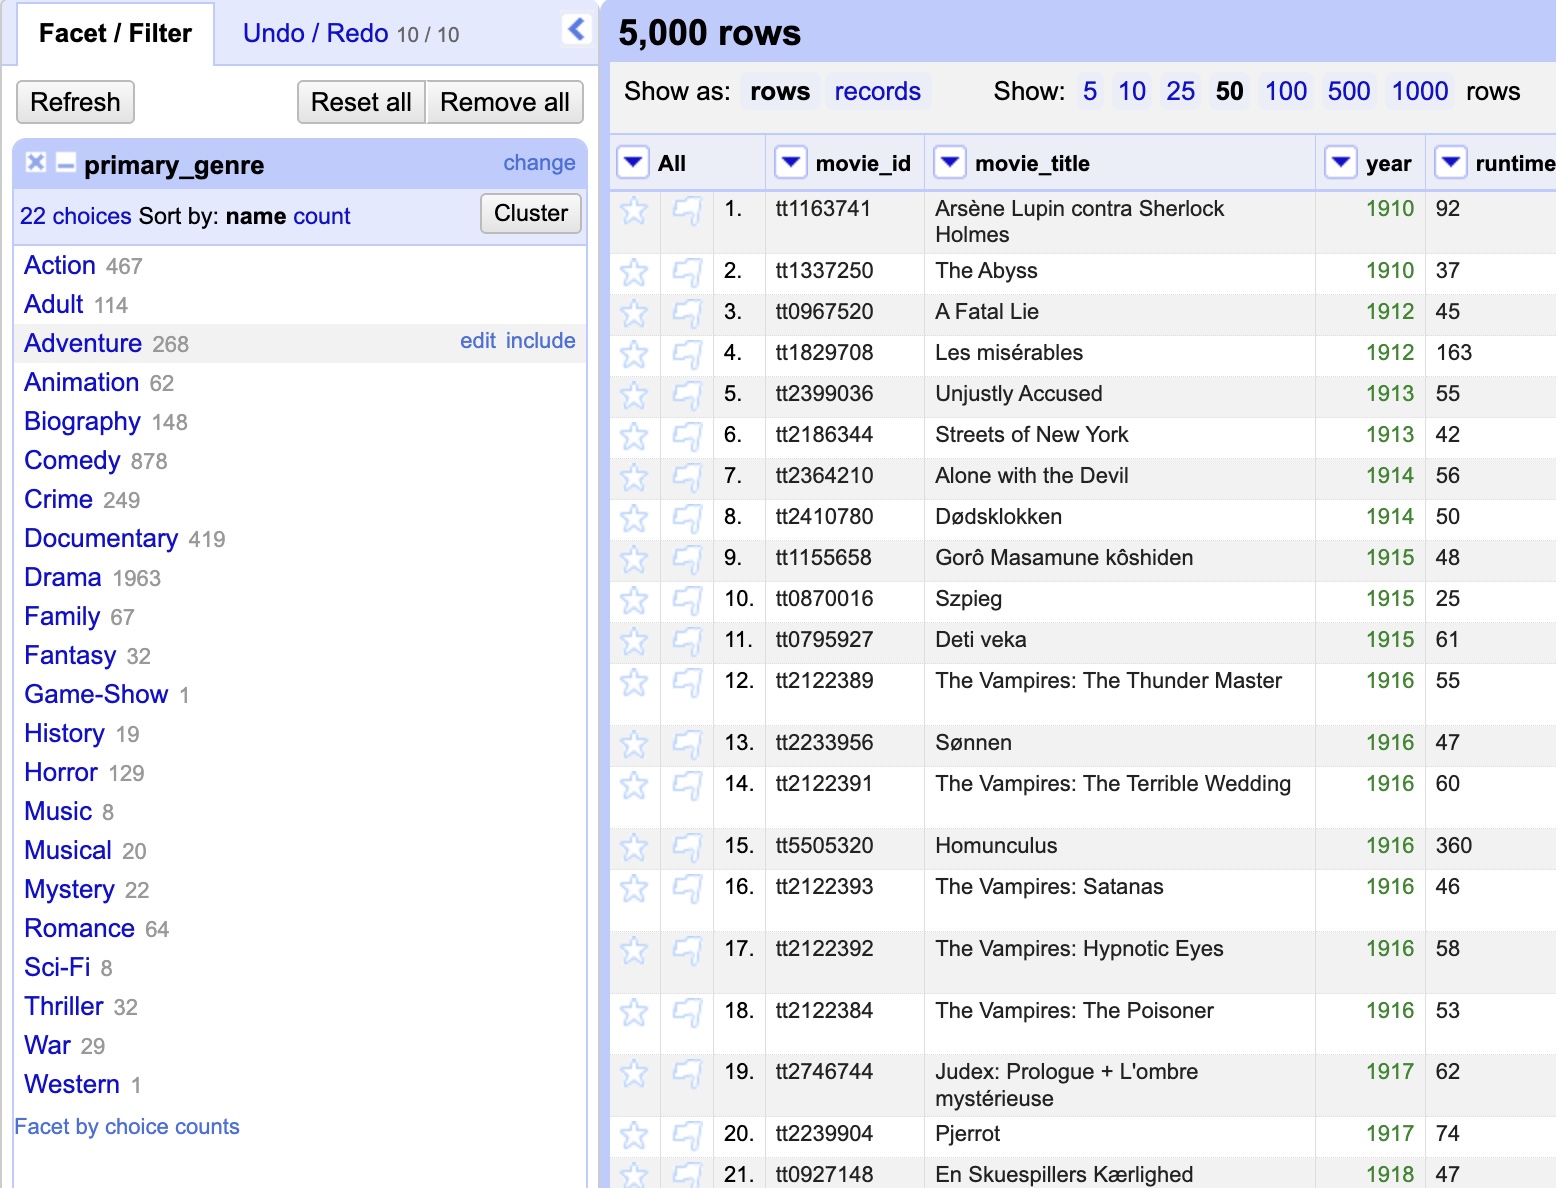 Facet / Filter Undo / Redo 10 / 10
Refresh Reset all Remove all
primary_genre change
22 choices Sort by: name count Cluster
Action 467
Adult 114
Adventure 268 edit include
Animation 62
Biography 148
Comedy 878
Crime 249
Documentary 419
Drama 1963
Family 67
Fantasy 32
Game-Show 1
History 19
Horror 129
Music 8
Musical 20
Mystery 22
Romance 64
Sci-Fi 8
Thriller 32
War 29
Western 1
Facet by choice counts
5,000 rows
Show as: rows records Show: 5 10 25 50 100 500 1000 rows
All movie_id movie_title year runtime
1. tt1163741 Arsène Lupin contra Sherlock 1910 92
Holmes
2. tt1337250 The Abyss 1910 37
3. tt0967520 A Fatal Lie 1912 45
4. tt1829708 Les misérables 1912 163
5. tt2399036 Unjustly Accused 1913 55
6. tt2186344 Streets of New York 1913 42
7. tt2364210 Alone with the Devil 1914 56
8. tt2410780 Dødsklokken 1914 50
9. tt1155658 Gorô Masamune kôshiden 1915 48
10. tt0870016 Szpieg 1915 25
11. tt0795927 Deti veka 1915 61
12. tt2122389 The Vampires: The Thunder Master 1916 55
13. tt2233956 Sønnen 1916 47
14. tt2122391 The Vampires: The Terrible Wedding 1916 60
15. tt5505320 Homunculus 1916 360
16. tt2122393 The Vampires: Satanas 1916 46
17. tt2122392 The Vampires: Hypnotic Eyes 1916 58
18. tt2122384 The Vampires: The Poisoner 1916 53
19. tt2746744 Judex: Prologue + L'ombre 1917 62
mystérieuse
20. tt2239904 Pjerrot 1917 74
21. tt0927148 En Skuespillers Kærlighed 1918 47